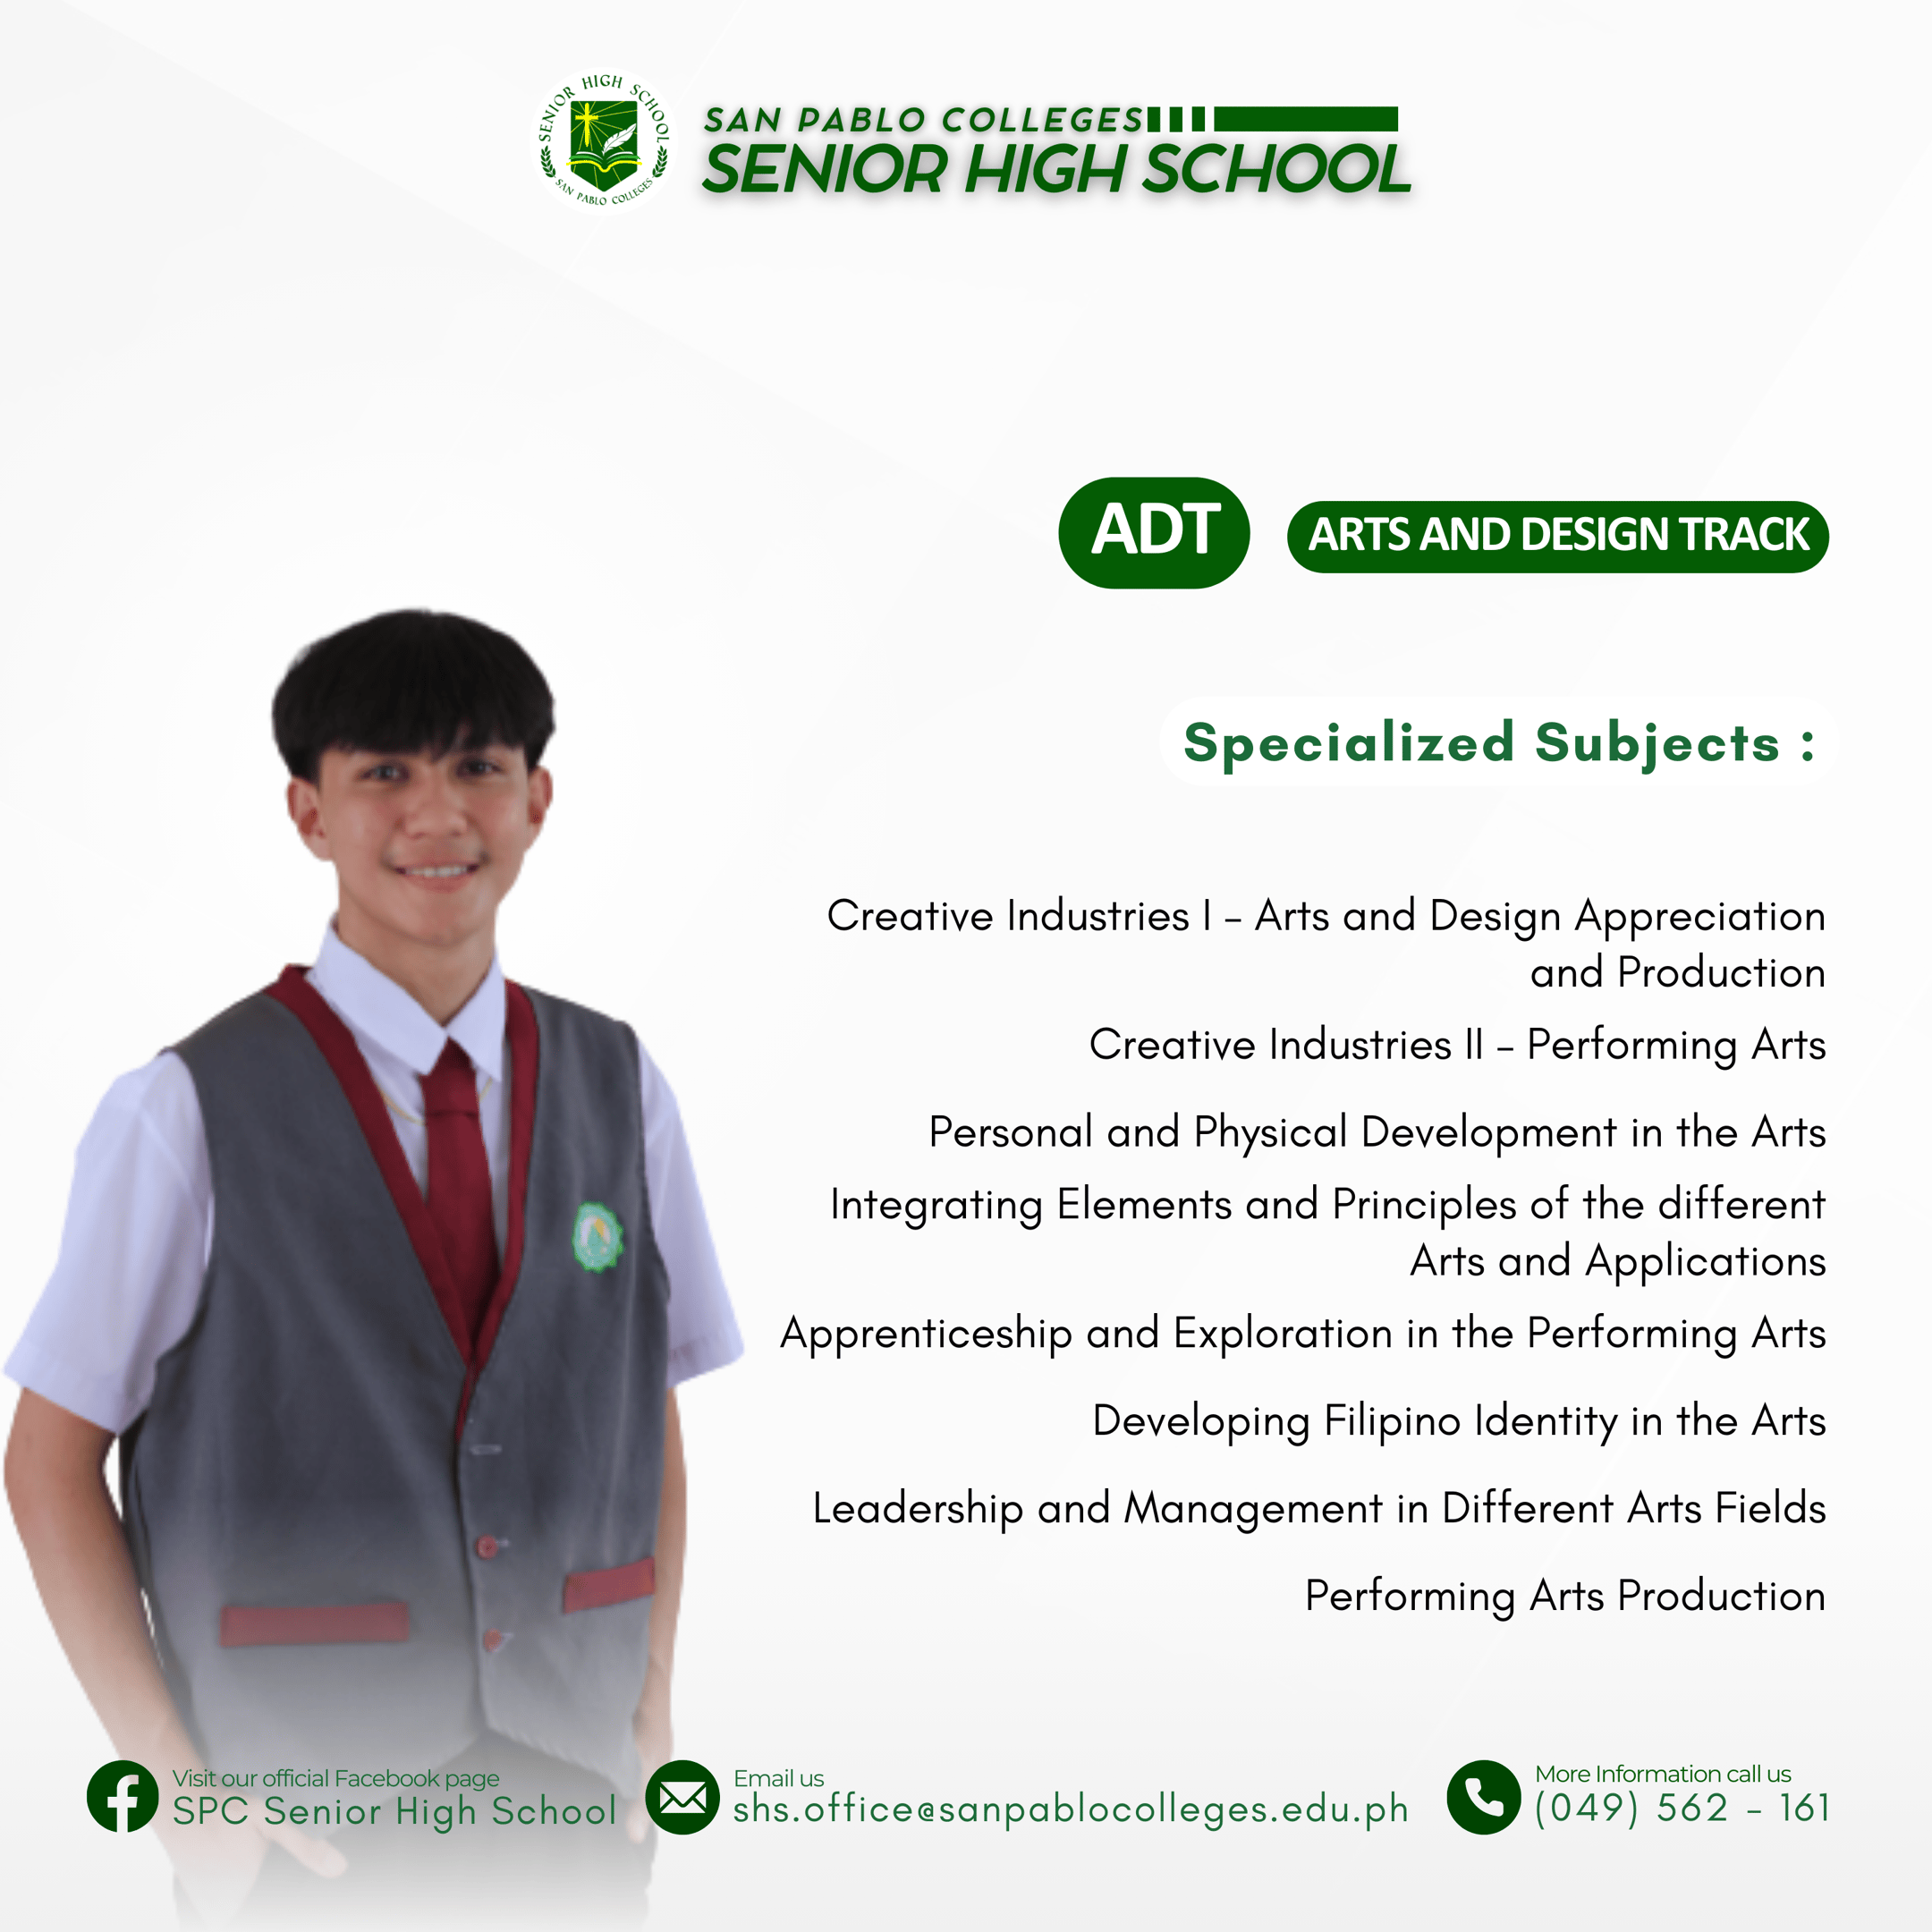 SENIOR HIGH SCHOOL
SAN PABLO COLLEGES
SAN PABLO COLLEGES
SENIOR HIGH SCHOOL
ADT
ARTS AND DESIGN TRACK
Specialized Subjects :
Creative Industries I – Arts and Design Appreciation
and Production
Creative Industries II – Performing Arts
Personal and Physical Development in the Arts
Integrating Elements and Principles of the different
Arts and Applications
Apprenticeship and Exploration in the Performing Arts
Developing Filipino Identity in the Arts
Leadership and Management in Different Arts Fields
Performing Arts Production
Visit our official Facebook page
SPC Senior High School
Email us
shs.office@sanpablocolleges.edu.ph
More Information call us
(049) 562 - 161